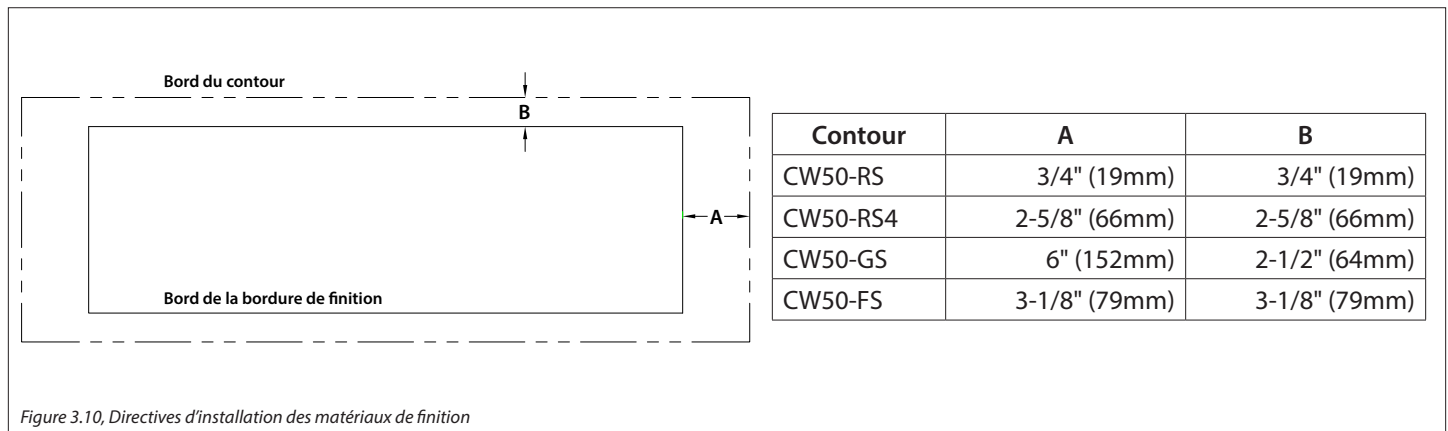 Bord du contour
B
A
Bord de la bordure de finition
Contour A B
CW50-RS 3/4" (19mm) 3/4" (19mm)
CW50-RS4 2-5/8" (66mm) 2-5/8" (66mm)
CW50-GS 6" (152mm) 2-1/2" (64mm)
CW50-FS 3-1/8" (79mm) 3-1/8" (79mm)
Figure 3.10, Directives d'installation des matériaux de finition